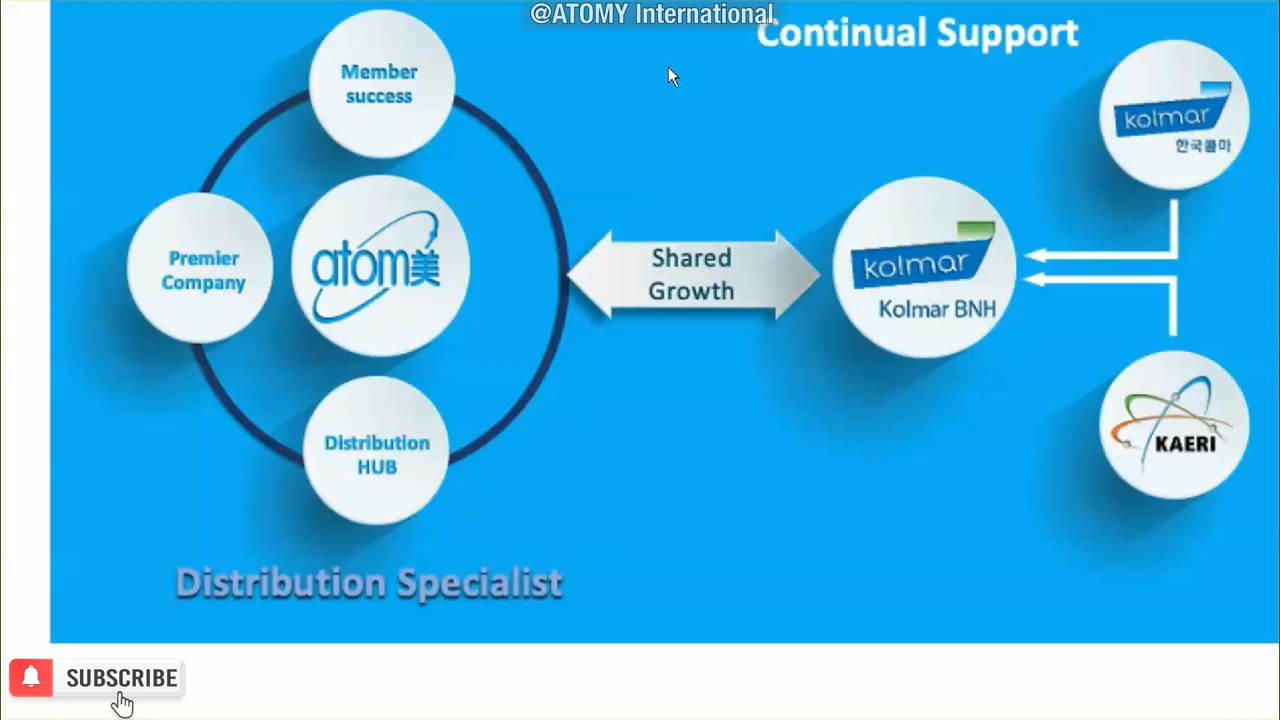 @ATOMY International
Continual Support
Member
success
kolmar
한국콜마
Premier
Company
atom美
Shared
Growth
kolmar
Kolmar BNH
Distribution
HUB
KAERI
Distribution Specialist
SUBSCRIBE